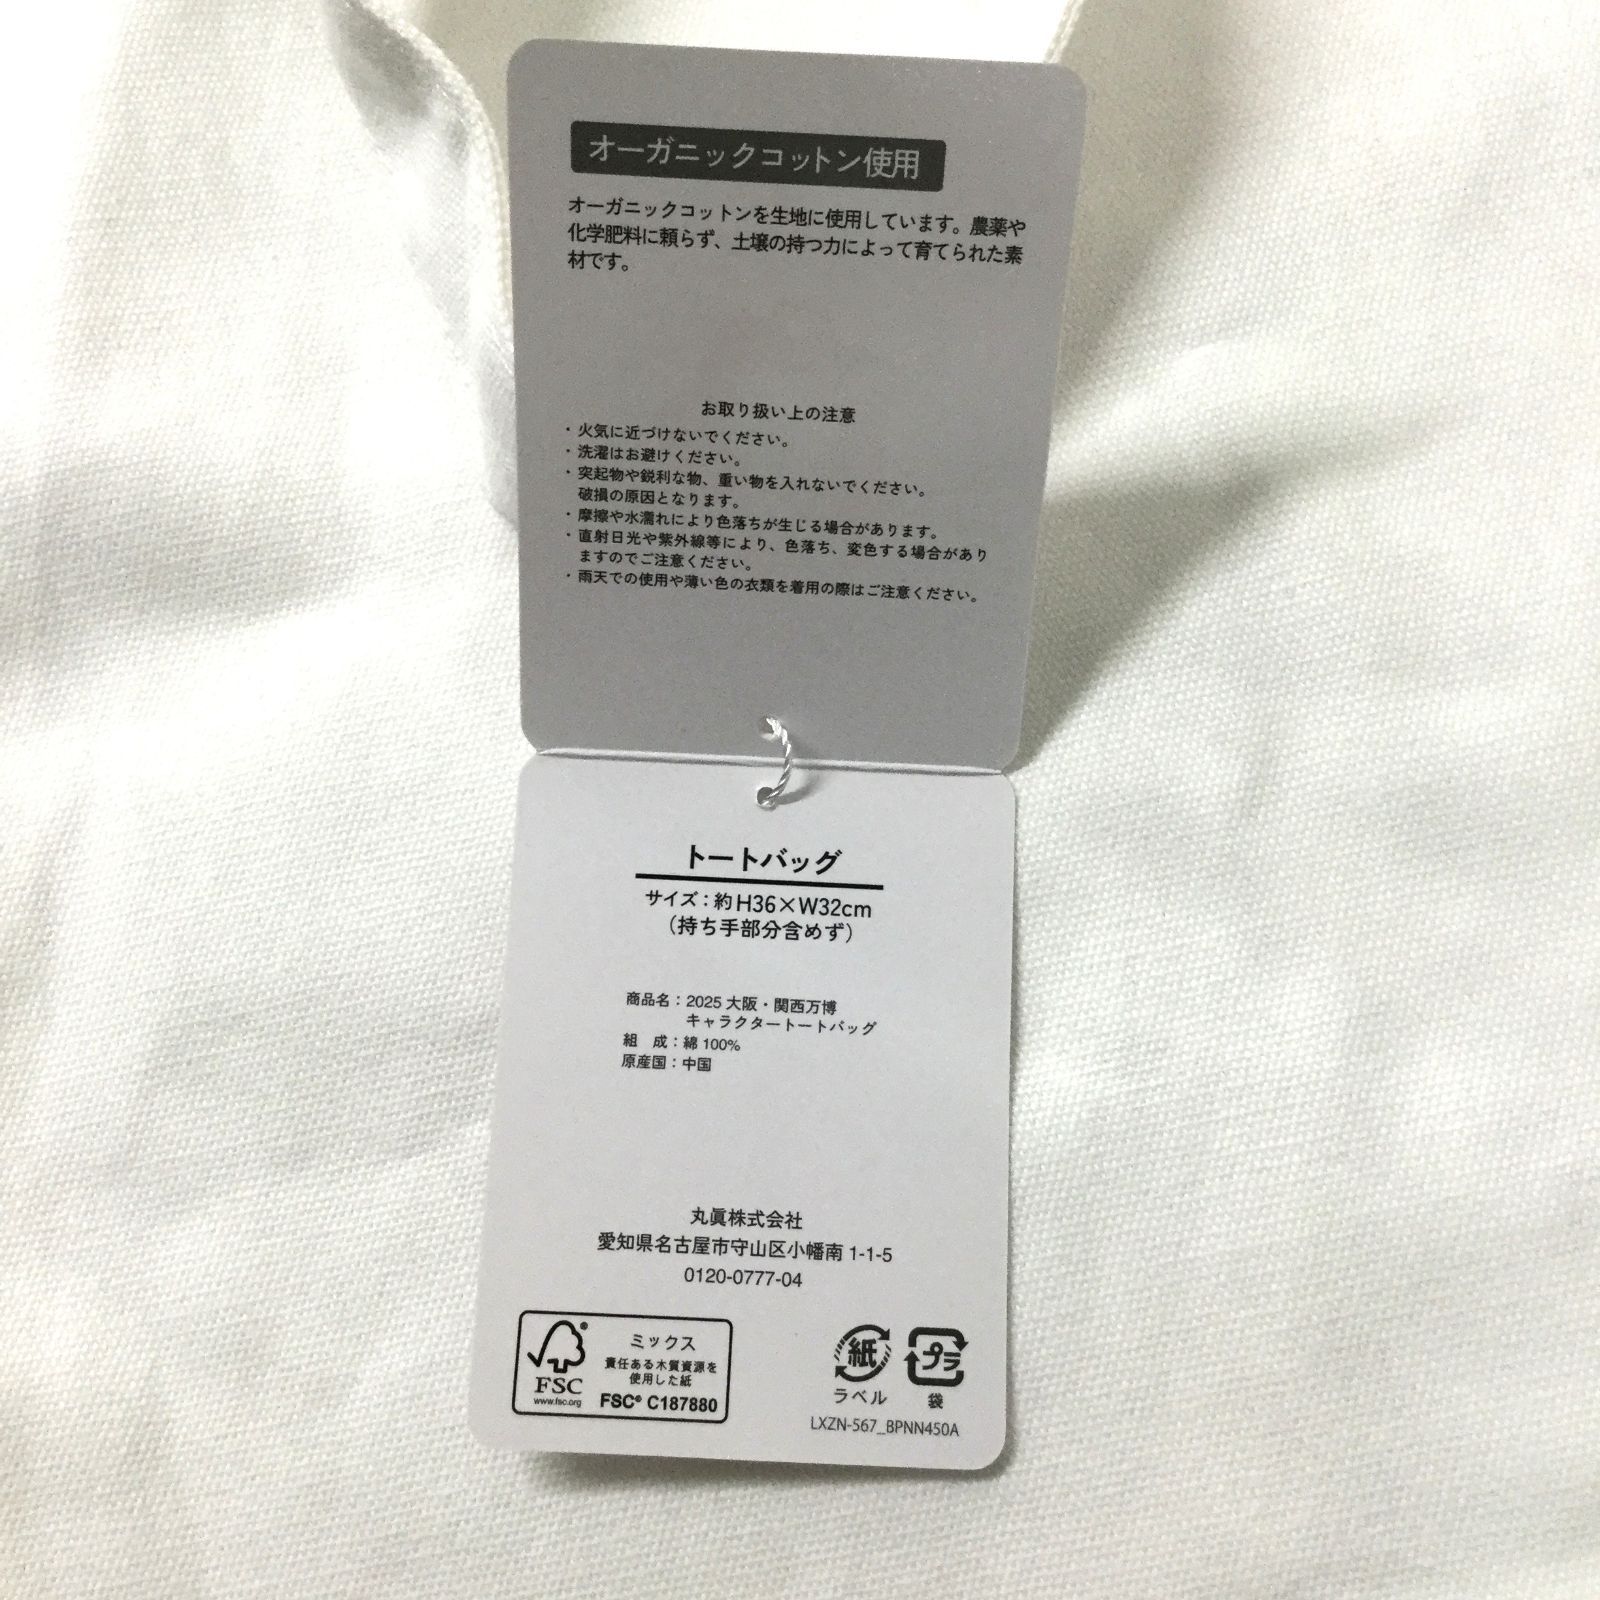 オーガニックコットン使用
オーガニックコットンを生地に使用しています。農薬や
化学肥料に頼らず、土壌の持つ力によって育てられた素
材です。
お取り扱い上の注意
・火気に近づけないでください。
・洗濯はお避けください。
・突起物や鋭利な物、重い物を入れないでください。
破損の原因となります。
・摩擦や水濡れにより色落ちが生じる場合があります。
・直射日光や紫外線等により、色落ち、変色する場合があり
ますのでご注意ください。
・雨天での使用や薄い色の衣類を着用の際はご注意ください。
トートバッグ
サイズ：約H36×W32cm
（持ち手部分含めず）
商品名：2025 大阪・関西万博
キャラクタートートバッグ
組　成：綿 100%
原産国：中国
丸眞株式会社
愛知県名古屋市守山区小幡南 1-1-5
0120-0777-04
ミックス
責任ある木質資源を
使用した紙
FSC
www.fsc.org
FSC® C187880
紙
ラベル
プラ
袋
LXZN-567_BPNN450A